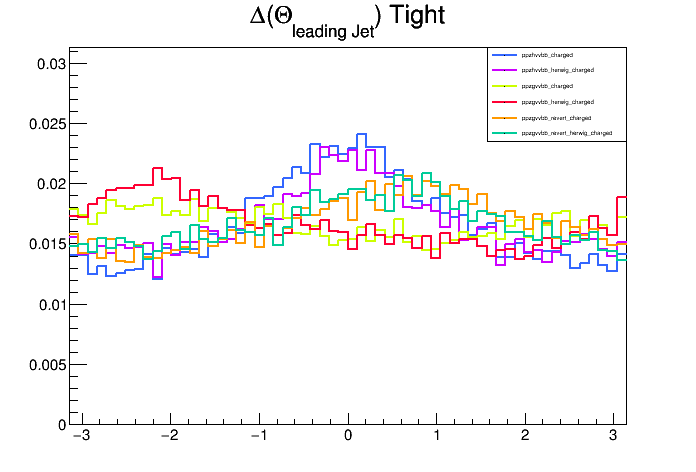 Δ(Θleading Jet) Tight
ppzhvvbb_charged
ppzhvvbb_herwig_charged
ppzgvvbb_charged
ppzgvvbb_herwig_charged
ppzgvvbb_revert_charged
ppzgvvbb_revert_herwig_charged
0.03
0.025
0.02
0.015
0.01
0.005
0
−3 −2 −1 0 1 2 3